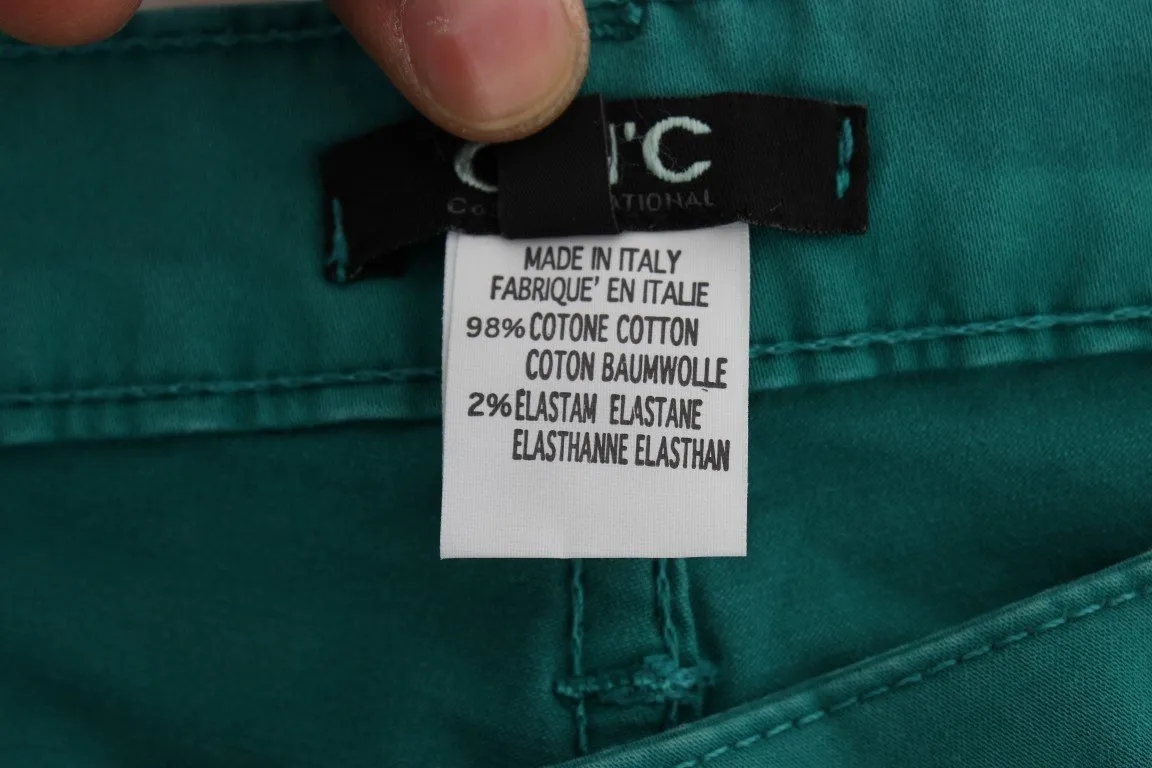 'C
MADE IN ITALY
FABRIQUE' EN ITALIE
98% COTONE COTTON
COTON BAUMWOLLE
2% ELASTAM ELASTANE
ELASTHANNE ELASTHAN